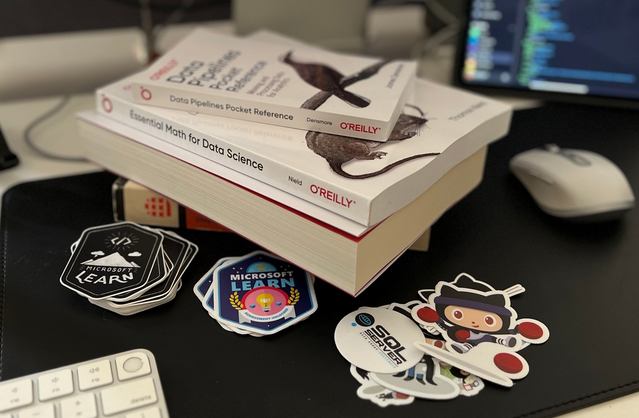 O'REILLY
Data
Pipelines
Pocket
Reference
Data Pipelines Pocket Reference
Densmore
O'REILLY
Essential Math for Data Science
Nield
O'REILLY
MICROSOFT
LEARN
MICROSOFT
LEARN
SQL
SERVER
delete